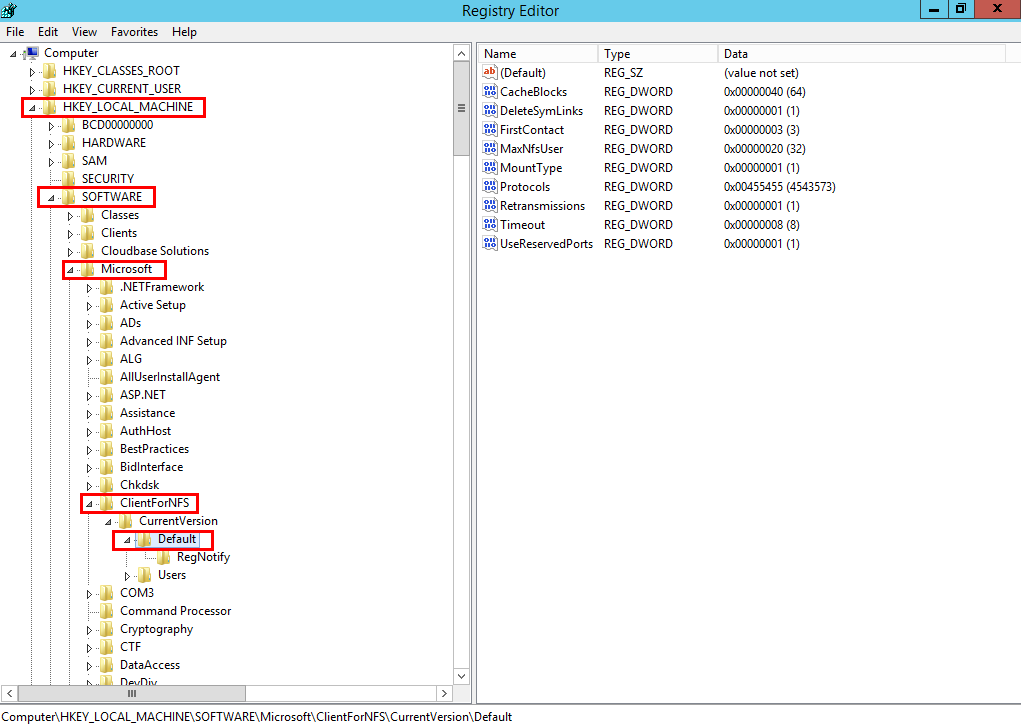 Registry Editor
File Edit View Favorites Help
Computer
HKEY_CLASSES_ROOT
HKEY_CURRENT_USER
HKEY_LOCAL_MACHINE
BCD00000000
HARDWARE
SAM
SECURITY
SOFTWARE
Classes
Clients
Cloudbase Solutions
Microsoft
.NETFramework
Active Setup
ADs
Advanced INF Setup
ALG
AllUserInstallAgent
ASP.NET
Assistance
AuthHost
BestPractices
BidInterface
Chkdsk
ClientForNFS
CurrentVersion
Default
RegNotify
Users
COM3
Command Processor
Cryptography
CTF
DataAccess
DevDiv
Name Type Data
(Default) REG_SZ (value not set)
CacheBlocks REG_DWORD 0x00000040 (64)
DeleteSymLinks REG_DWORD 0x00000001 (1)
FirstContact REG_DWORD 0x00000003 (3)
MaxNfsUser REG_DWORD 0x00000020 (32)
MountType REG_DWORD 0x00000001 (1)
Protocols REG_DWORD 0x00455455 (4543573)
Retransmissions REG_DWORD 0x00000001 (1)
Timeout REG_DWORD 0x00000008 (8)
UseReservedPorts REG_DWORD 0x00000001 (1)
Computer\HKEY_LOCAL_MACHINE\SOFTWARE\Microsoft\ClientForNFS\CurrentVersion\Default